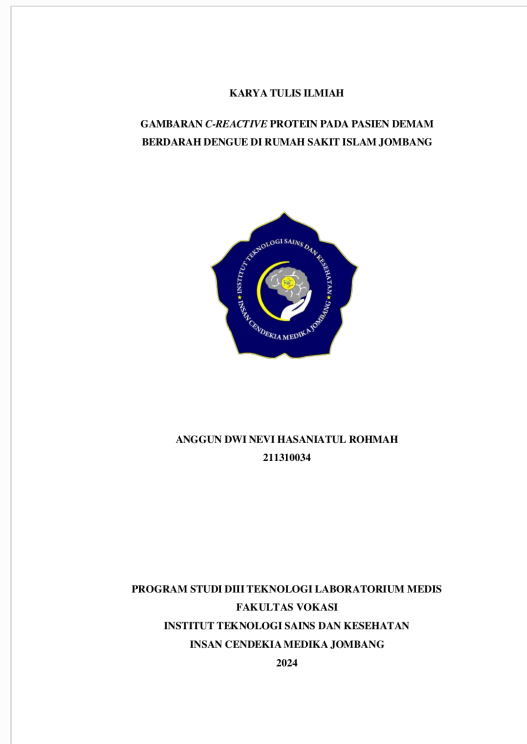 KARYA TULIS ILMIAH
GAMBARAN C-REACTIVE PROTEIN PADA PASIEN DEMAM
BERDARAH DENGUE DI RUMAH SAKIT ISLAM JOMBANG
INSTITUT TEKNOLOGI SAINS DAN KESEHATAN
INSAN CENDEKIA MEDIKA JOMBANG
ANGGUN DWI NEVI HASANIATUL ROHMAH
211310034
PROGRAM STUDI DIII TEKNOLOGI LABORATORIUM MEDIS
FAKULTAS VOKASI
INSTITUT TEKNOLOGI SAINS DAN KESEHATAN
INSAN CENDEKIA MEDIKA JOMBANG
2024